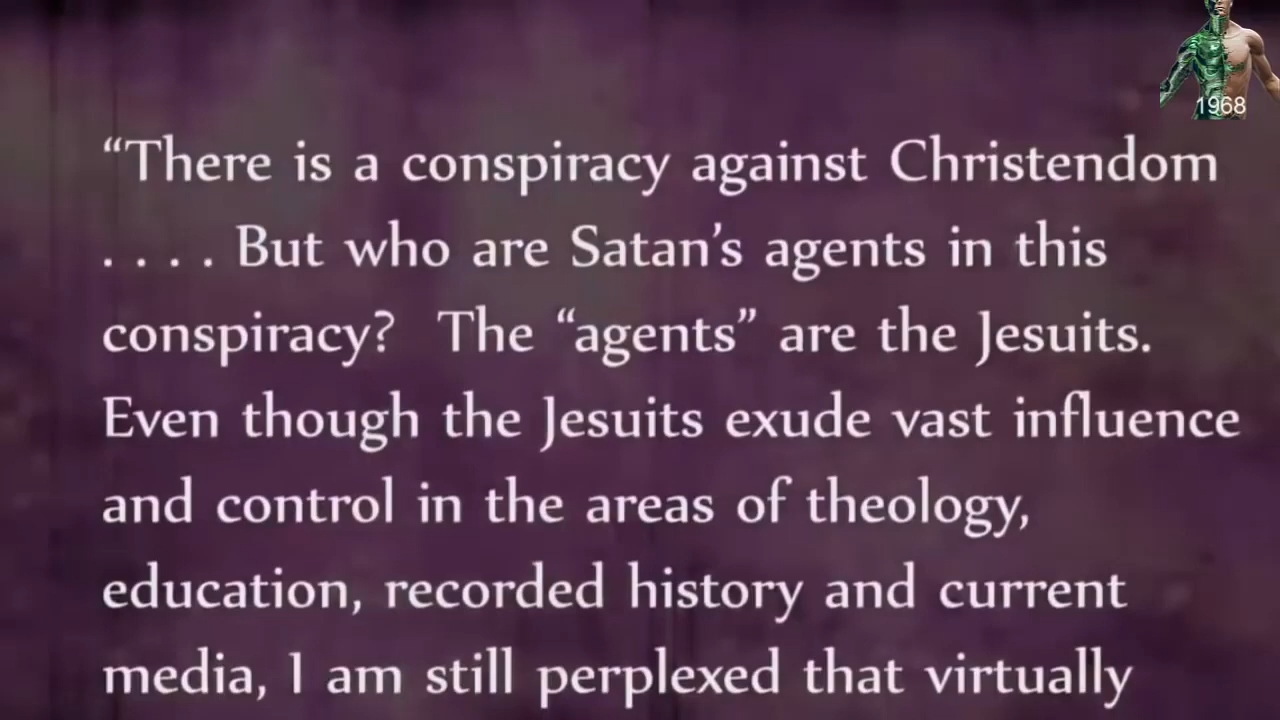 1968
“There is a conspiracy against Christendom
. . . . But who are Satan’s agents in this
conspiracy?  The “agents” are the Jesuits.
Even though the Jesuits exude vast influence
and control in the areas of theology,
education, recorded history and current
media, I am still perplexed that virtually